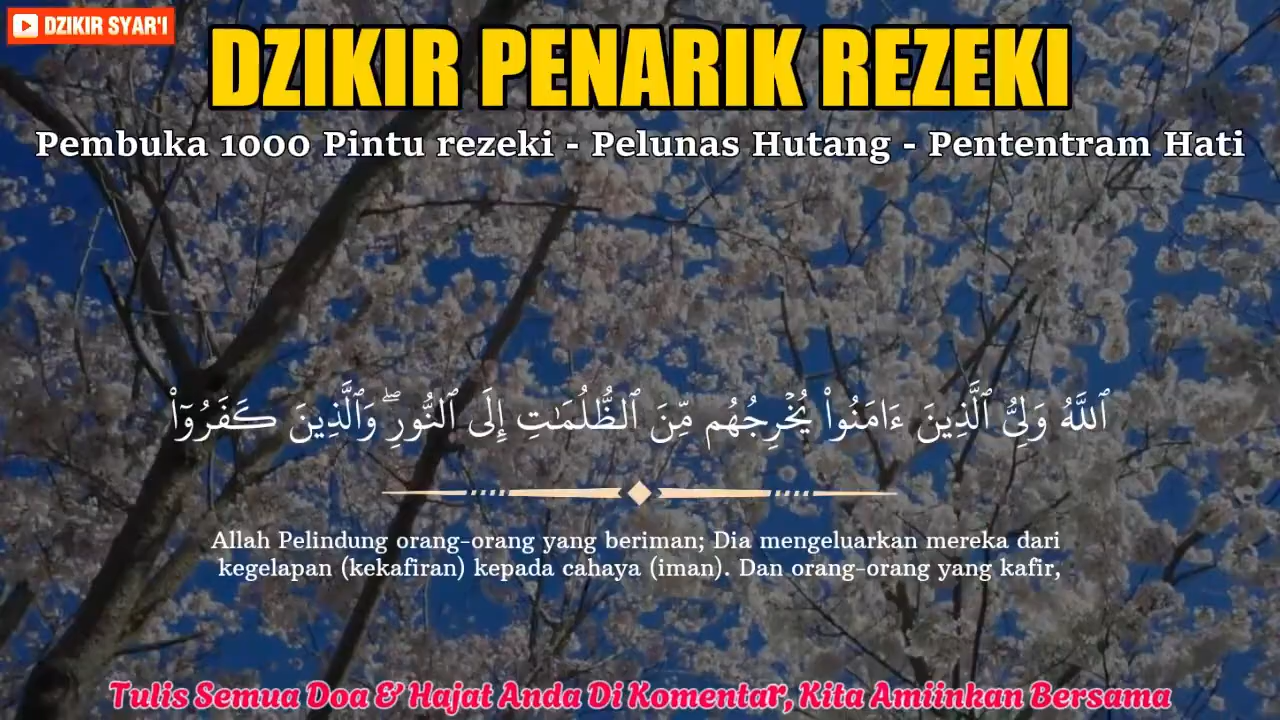 DZIKIR SYAR'I
DZIKIR PENARIK REZEKI
Pembuka 1000 Pintu rezeki - Pelunas Hutang - Pententram Hati
ٱللَّهُ وَلِىُّ ٱلَّذِينَ ءَامَنُوا۟ يُخْرِجُهُم مِّنَ ٱلظُّلُمَـٰتِ إِلَى ٱلنُّورِ ۖ وَٱلَّذِينَ كَفَرُوٓا۟
Allah Pelindung orang-orang yang beriman; Dia mengeluarkan mereka dari
kegelapan (kekafiran) kepada cahaya (iman). Dan orang-orang yang kafir,
Tulis Semua Doa & Hajat Anda Di Komentar, Kita Amiinkan Bersama